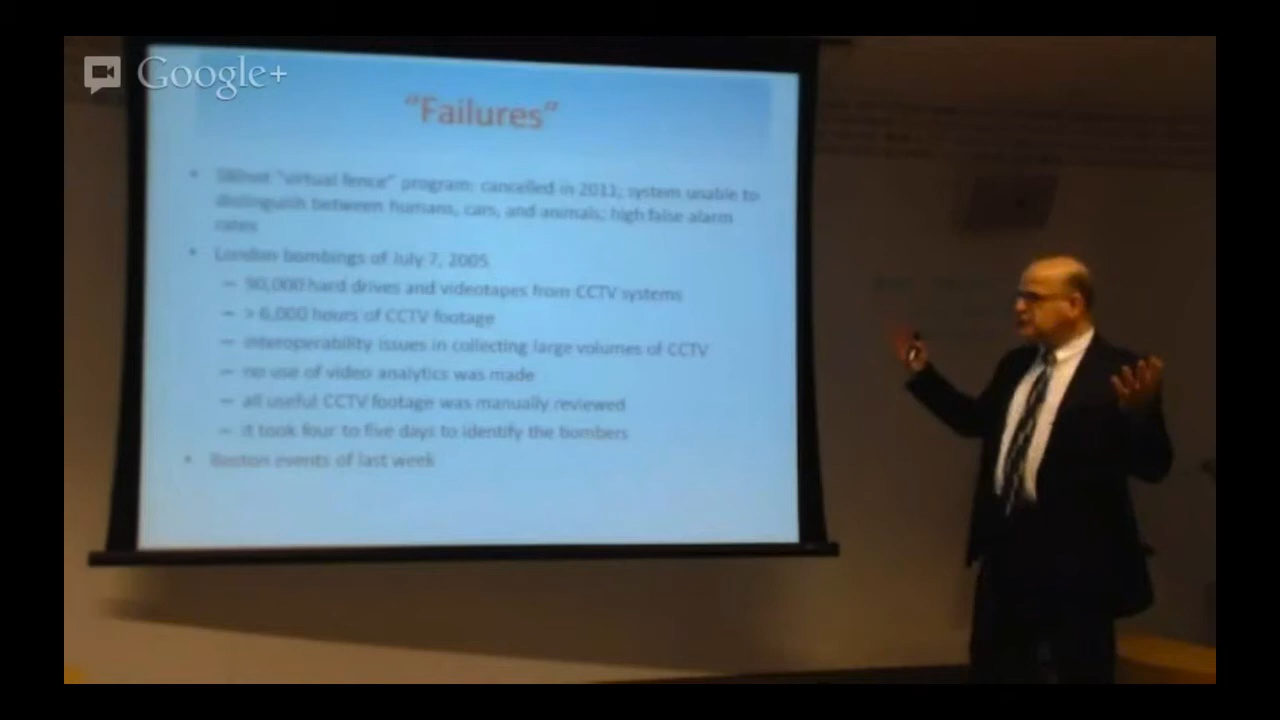 Google+
"Failures"
• SBInet "virtual fence" program: cancelled in 2011; system unable to
distinguish between humans, cars, and animals; high false alarm
rates
• London bombings of July 7, 2005
– 90,000 hard drives and videotapes from CCTV systems
– > 6,000 hours of CCTV footage
– interoperability issues in collecting large volumes of CCTV
– no use of video analytics was made
– all useful CCTV footage was manually reviewed
– it took four to five days to identify the bombers
• Boston events of last week